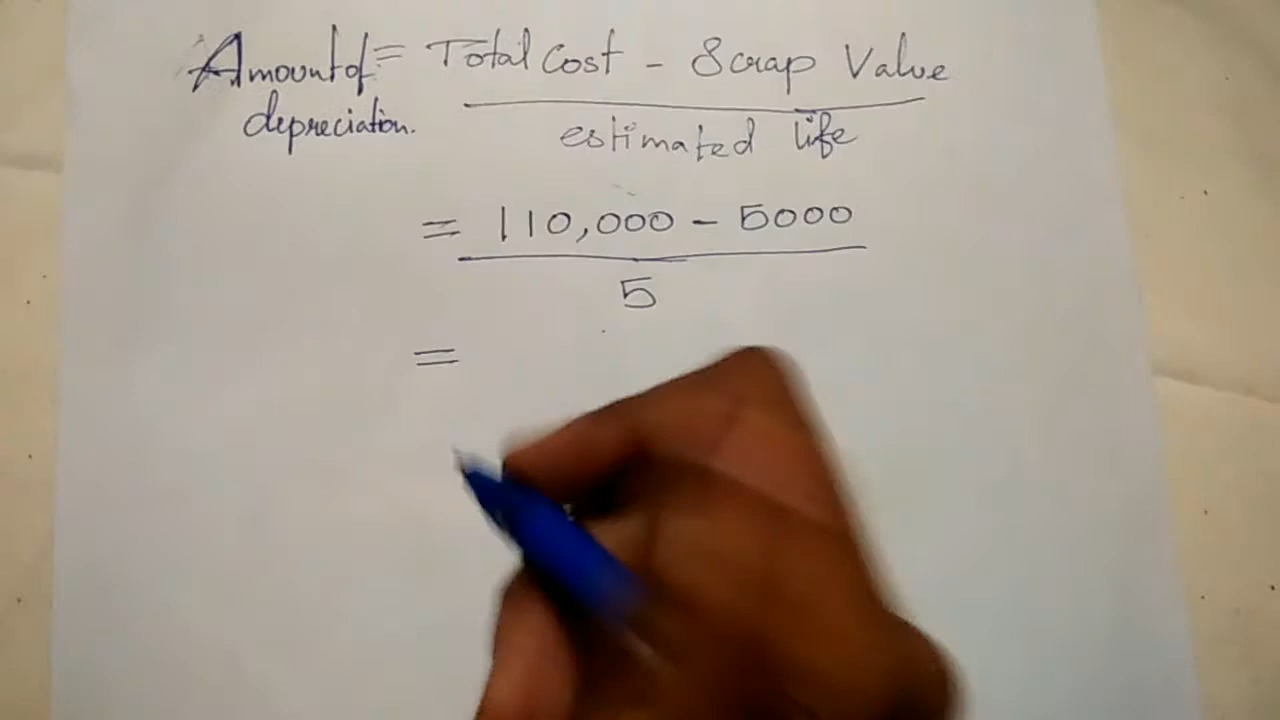 Amount of = Total Cost - Scrap Value
depreciation. estimated life
= 110,000 - 5000
5
=